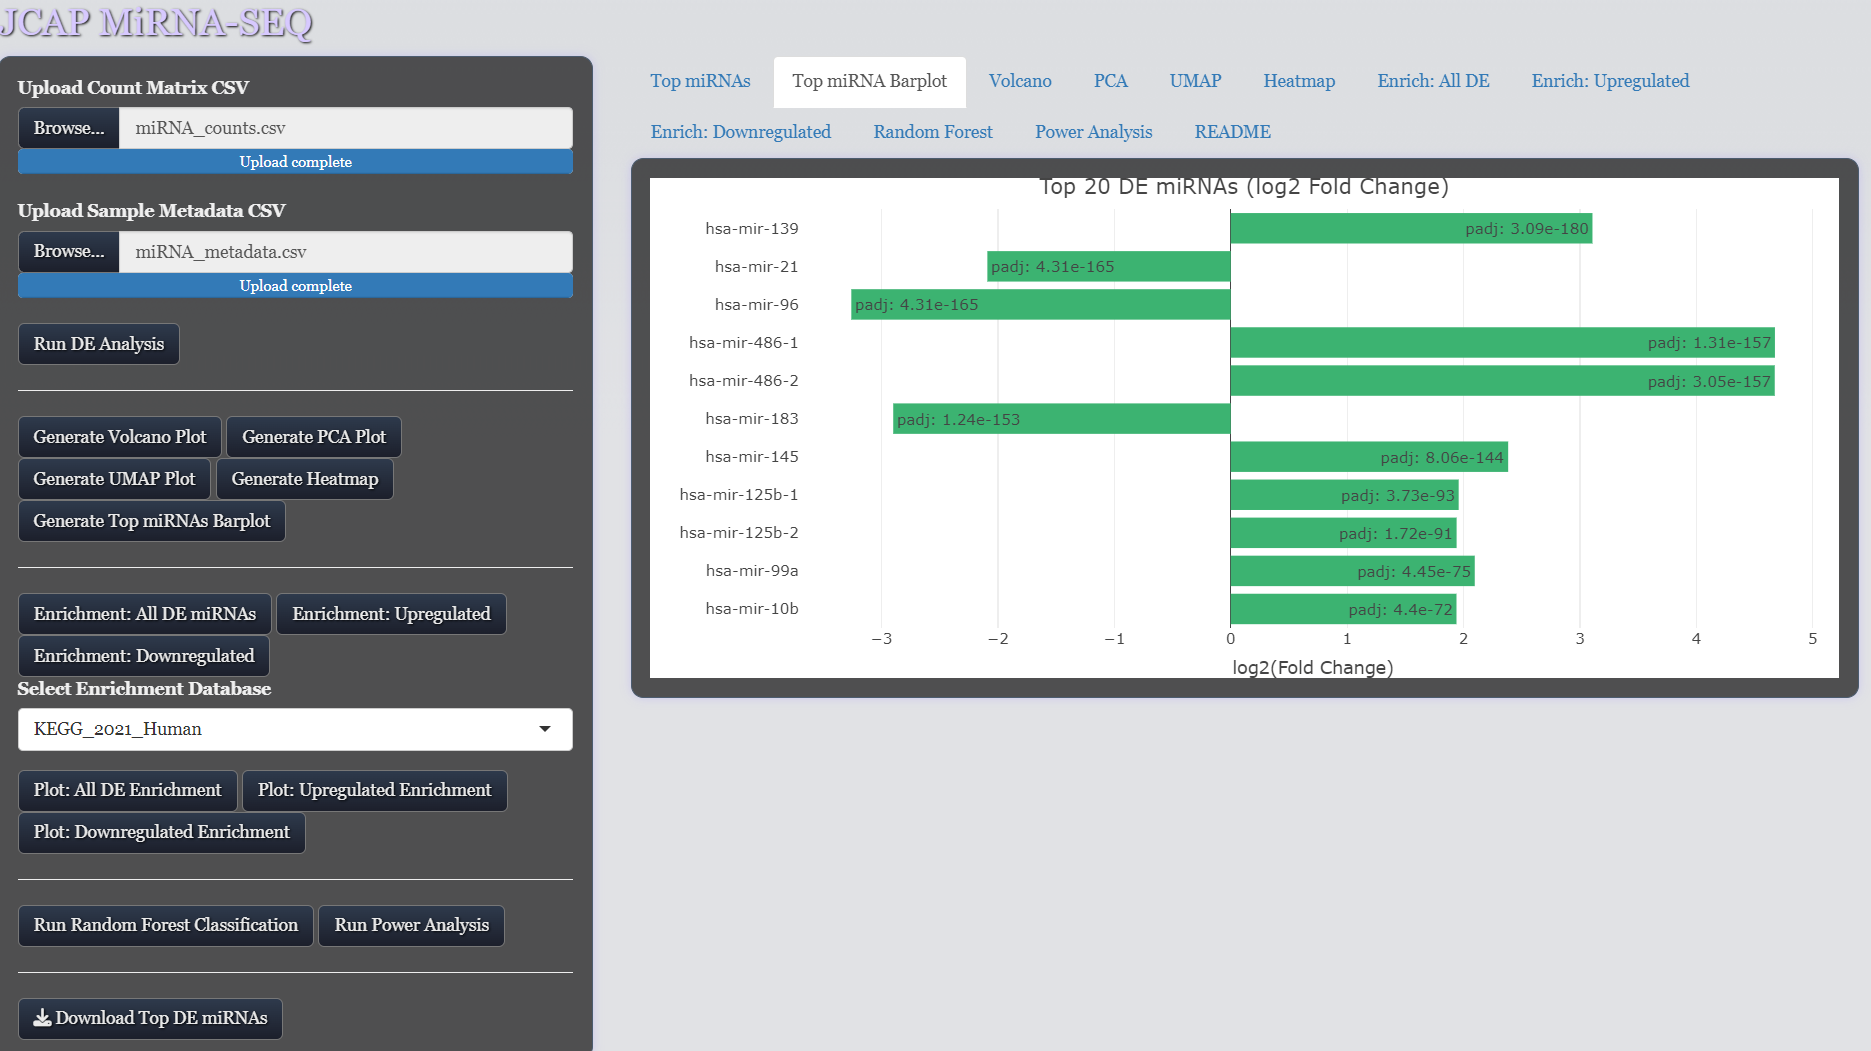 JCAP MiRNA-SEQ
Upload Count Matrix CSV
Browse... miRNA_counts.csv
Upload complete
Upload Sample Metadata CSV
Browse... miRNA_metadata.csv
Upload complete
Run DE Analysis
Generate Volcano Plot Generate PCA Plot
Generate UMAP Plot Generate Heatmap
Generate Top miRNAs Barplot
Enrichment: All DE miRNAs Enrichment: Upregulated
Enrichment: Downregulated
Select Enrichment Database
KEGG_2021_Human
Plot: All DE Enrichment Plot: Upregulated Enrichment
Plot: Downregulated Enrichment
Run Random Forest Classification Run Power Analysis
Download Top DE miRNAs
Top miRNAs Top miRNA Barplot Volcano PCA UMAP Heatmap Enrich: All DE Enrich: Upregulated
Enrich: Downregulated Random Forest Power Analysis README
Top 20 DE miRNAs (log2 Fold Change)
hsa-mir-139 padj: 3.09e-180
hsa-mir-21 padj: 4.31e-165
hsa-mir-96 padj: 4.31e-165
hsa-mir-486-1 padj: 1.31e-157
hsa-mir-486-2 padj: 3.05e-157
hsa-mir-183 padj: 1.24e-153
hsa-mir-145 padj: 8.06e-144
hsa-mir-125b-1 padj: 3.73e-93
hsa-mir-125b-2 padj: 1.72e-91
hsa-mir-99a padj: 4.45e-75
hsa-mir-10b padj: 4.4e-72
−3 −2 −1 0 1 2 3 4 5
log2(Fold Change)